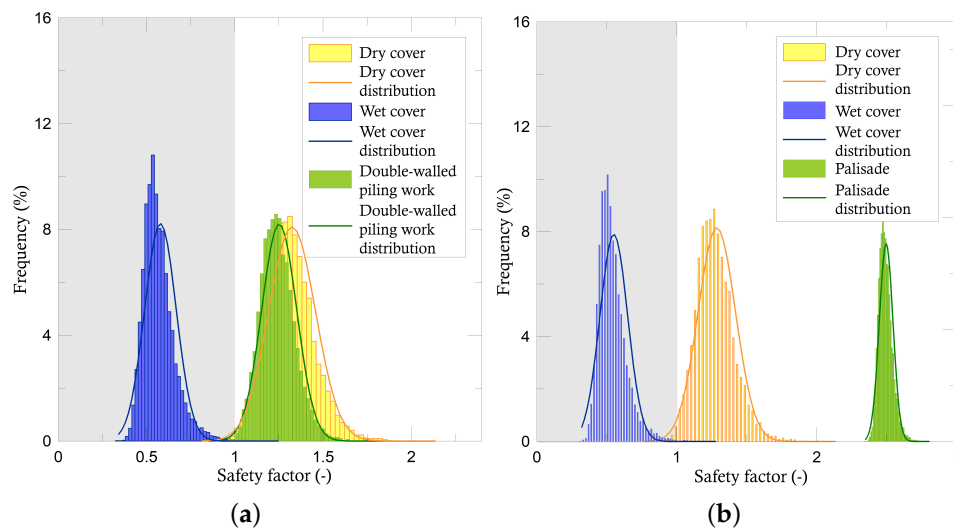 16
12
8
4
0
Frequency (%)
0
0.5
1
1.5
2
Safety factor (-)
Dry cover
Dry cover
distribution
Wet cover
Wet cover
distribution
Double-walled
piling work
Double-walled
piling work
distribution
(a)
16
12
8
4
0
Frequency (%)
0
1
2
Safety factor (-)
Dry cover
Dry cover
distribution
Wet cover
Wet cover
distribution
Palisade
Palisade
distribution
(b)